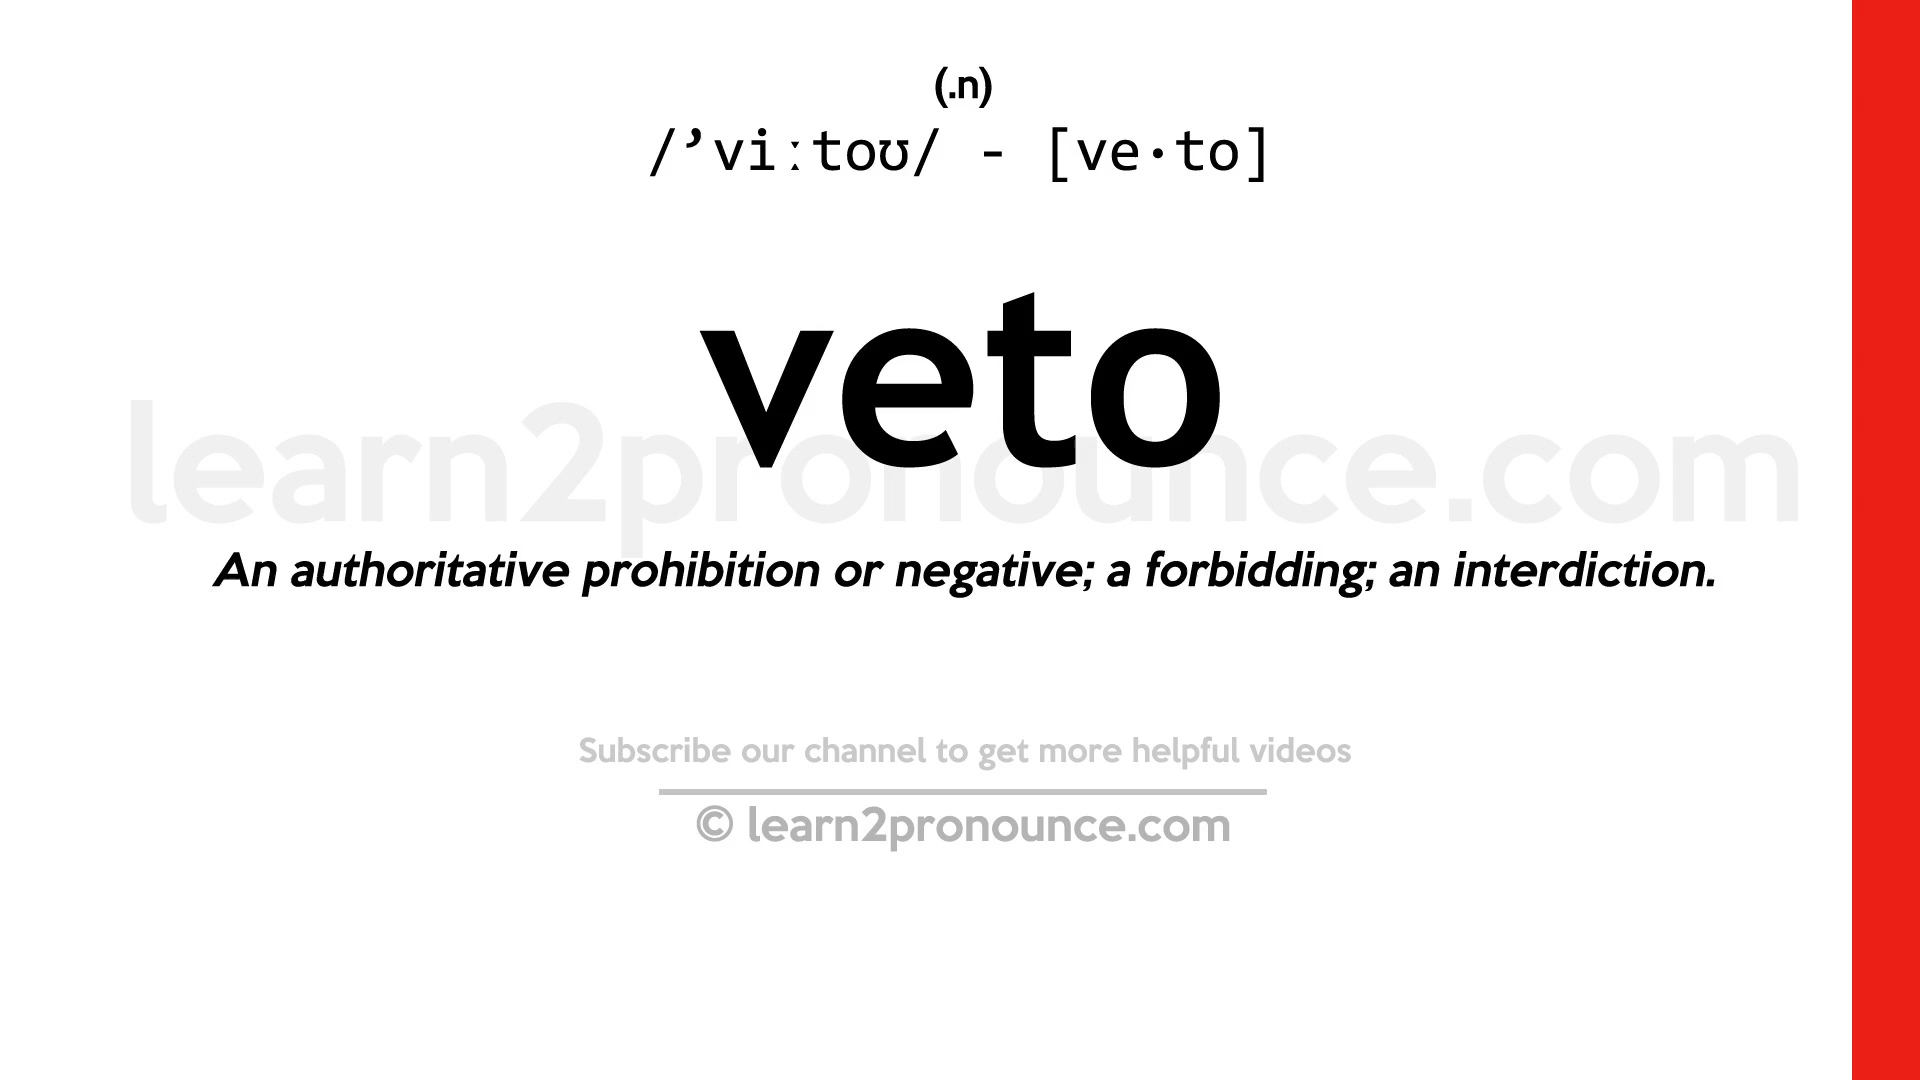 (.n)
/’viːtoʊ/ - [ve·to]
veto
learn2pronounce.com
An authoritative prohibition or negative; a forbidding; an interdiction.
Subscribe our channel to get more helpful videos
© learn2pronounce.com